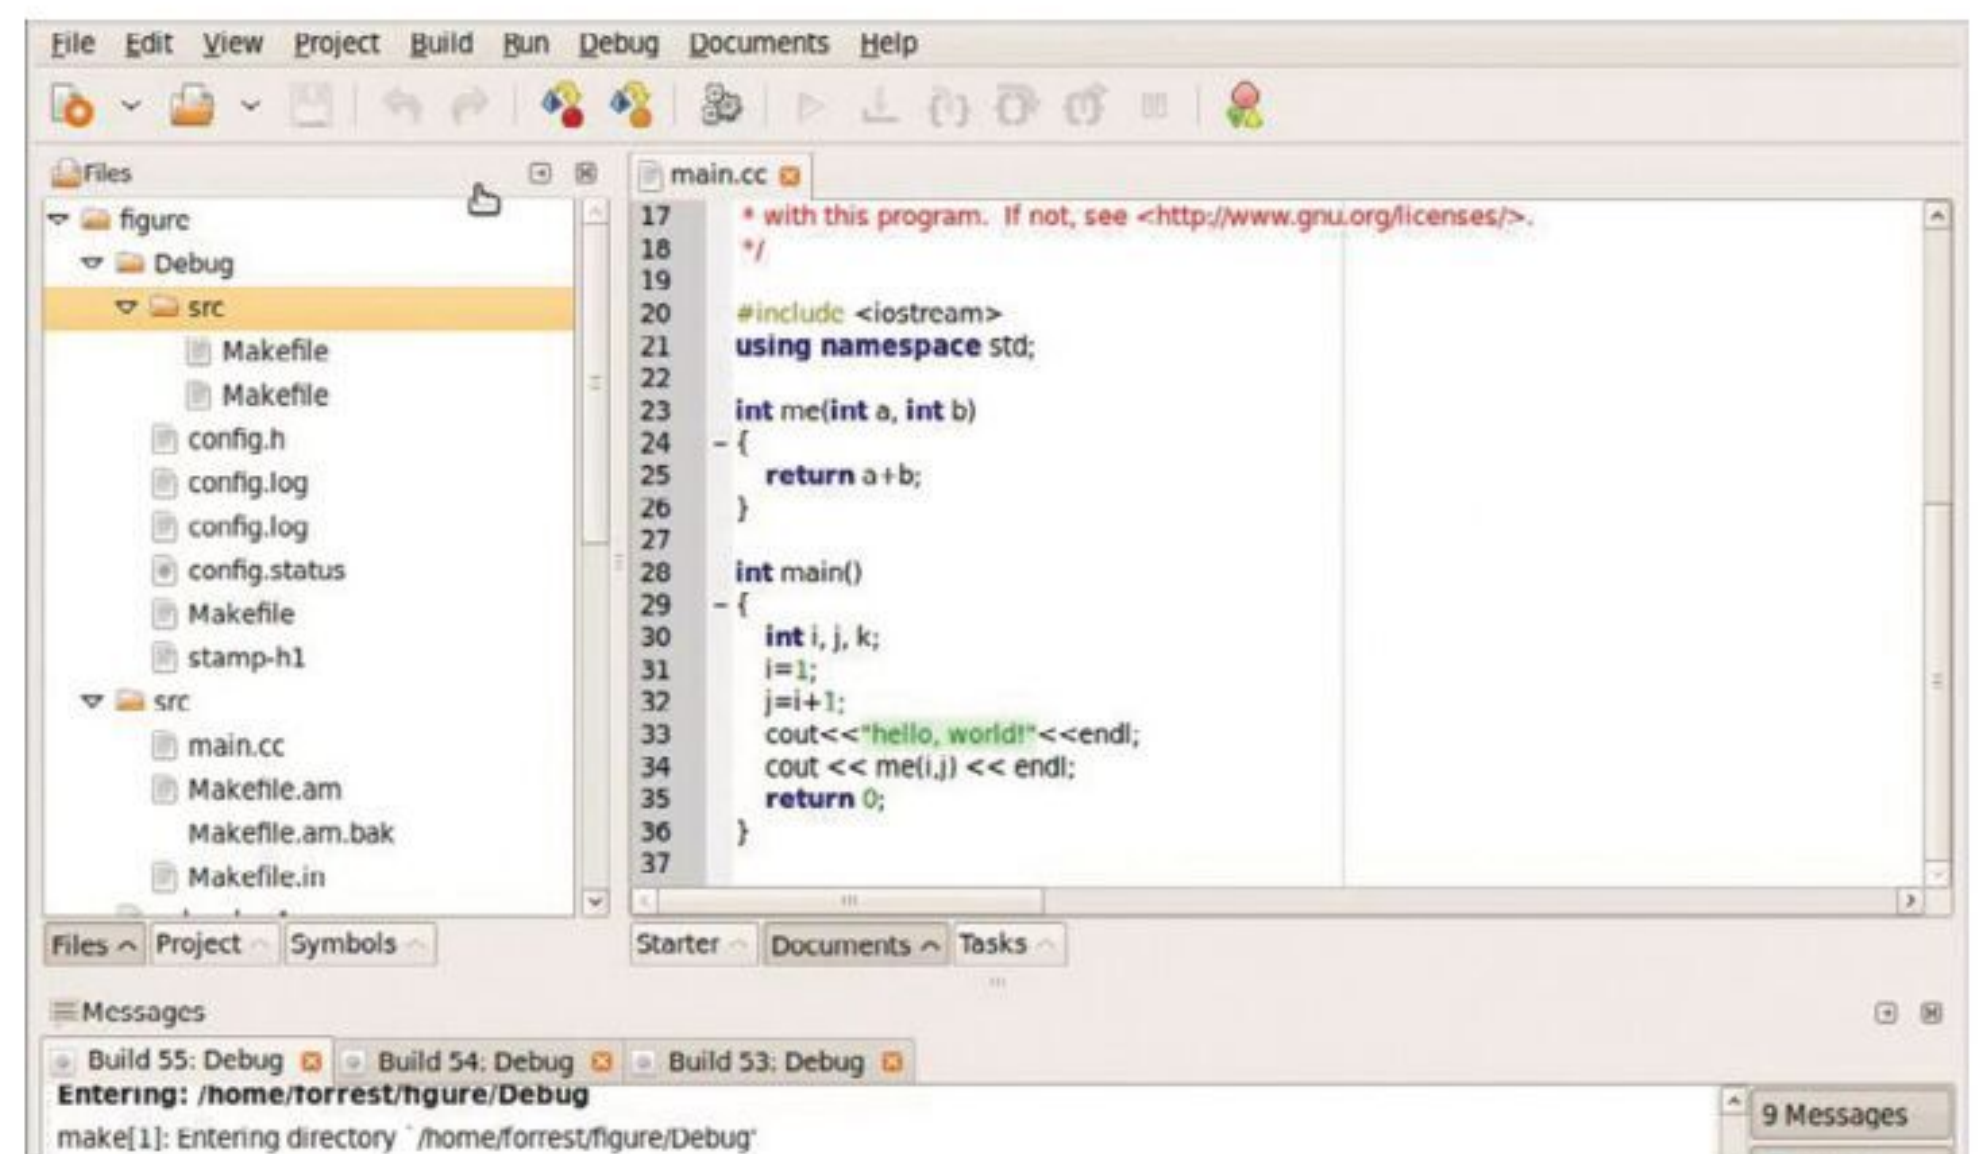 File Edit View Project Build Run Debug Documents Help
Files
figure
Debug
src
Makefile
Makefile
config.h
config.log
config.log
config.status
Makefile
stamp-h1
src
main.cc
Makefile.am
Makefile.am.bak
Makefile.in
Files Project Symbols
main.cc
17 * with this program. If not, see <http://www.gnu.org/licenses/>.
18 */
19
20 #include <iostream>
21 using namespace std;
22
23 int me(int a, int b)
24 {
25 return a+b;
26 }
27
28 int main()
29 {
30 int i, j, k;
31 i=1;
32 j=i+1;
33 cout<<"hello, world!"<<endl;
34 cout << me(i,j) << endl;
35 return 0;
36 }
37
Starter Documents Tasks
Messages
Build 55: Debug Build 54: Debug Build 53: Debug
Entering: /home/forrest/figure/Debug
make[1]: Entering directory `/home/forrest/figure/Debug'
9 Messages